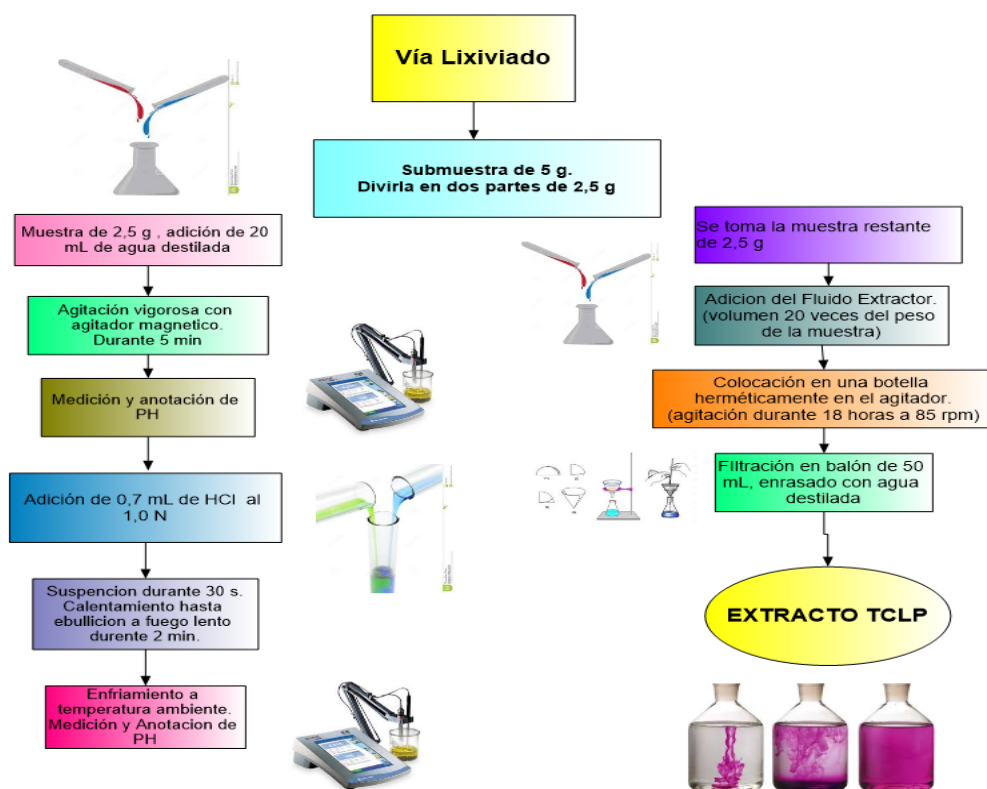 Vía Lixiviado
Submuestra de 5 g.
Divirla en dos partes de 2,5 g
Muestra de 2,5 g , adición de 20
mL de agua destilada
Agitación vigorosa con
agitador magnetico.
Durante 5 min
Medición y anotación de
PH
Adición de 0,7 mL de HCl al
1,0 N
Suspencion durante 30 s.
Calentamiento hasta
ebullicion a fuego lento
durente 2 min.
Enfriamiento a
temperatura ambiente.
Medición y Anotacion de
PH
Se toma la muestra restante
de 2,5 g
Adicion del Fluido Extractor.
(volumen 20 veces del peso
de la muestra)
Colocación en una botella
herméticamente en el agitador.
(agitación durante 18 horas a 85 rpm)
FIltración en balón de 50
mL, enrasado con agua
destilada
EXTRACTO TCLP